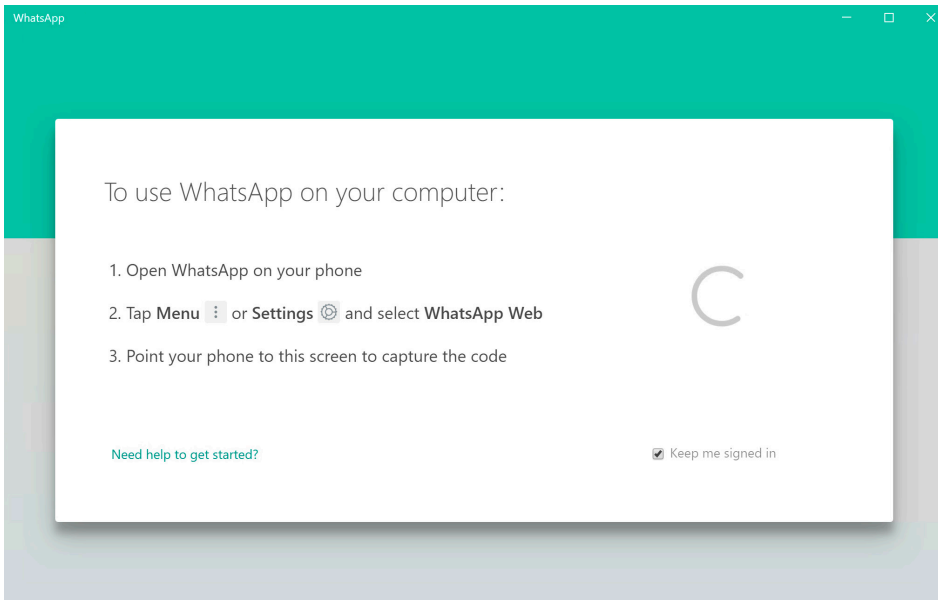 WhatsApp
To use WhatsApp on your computer:
1. Open WhatsApp on your phone
2. Tap Menu or Settings and select WhatsApp Web
3. Point your phone to this screen to capture the code
Need help to get started?
Keep me signed in